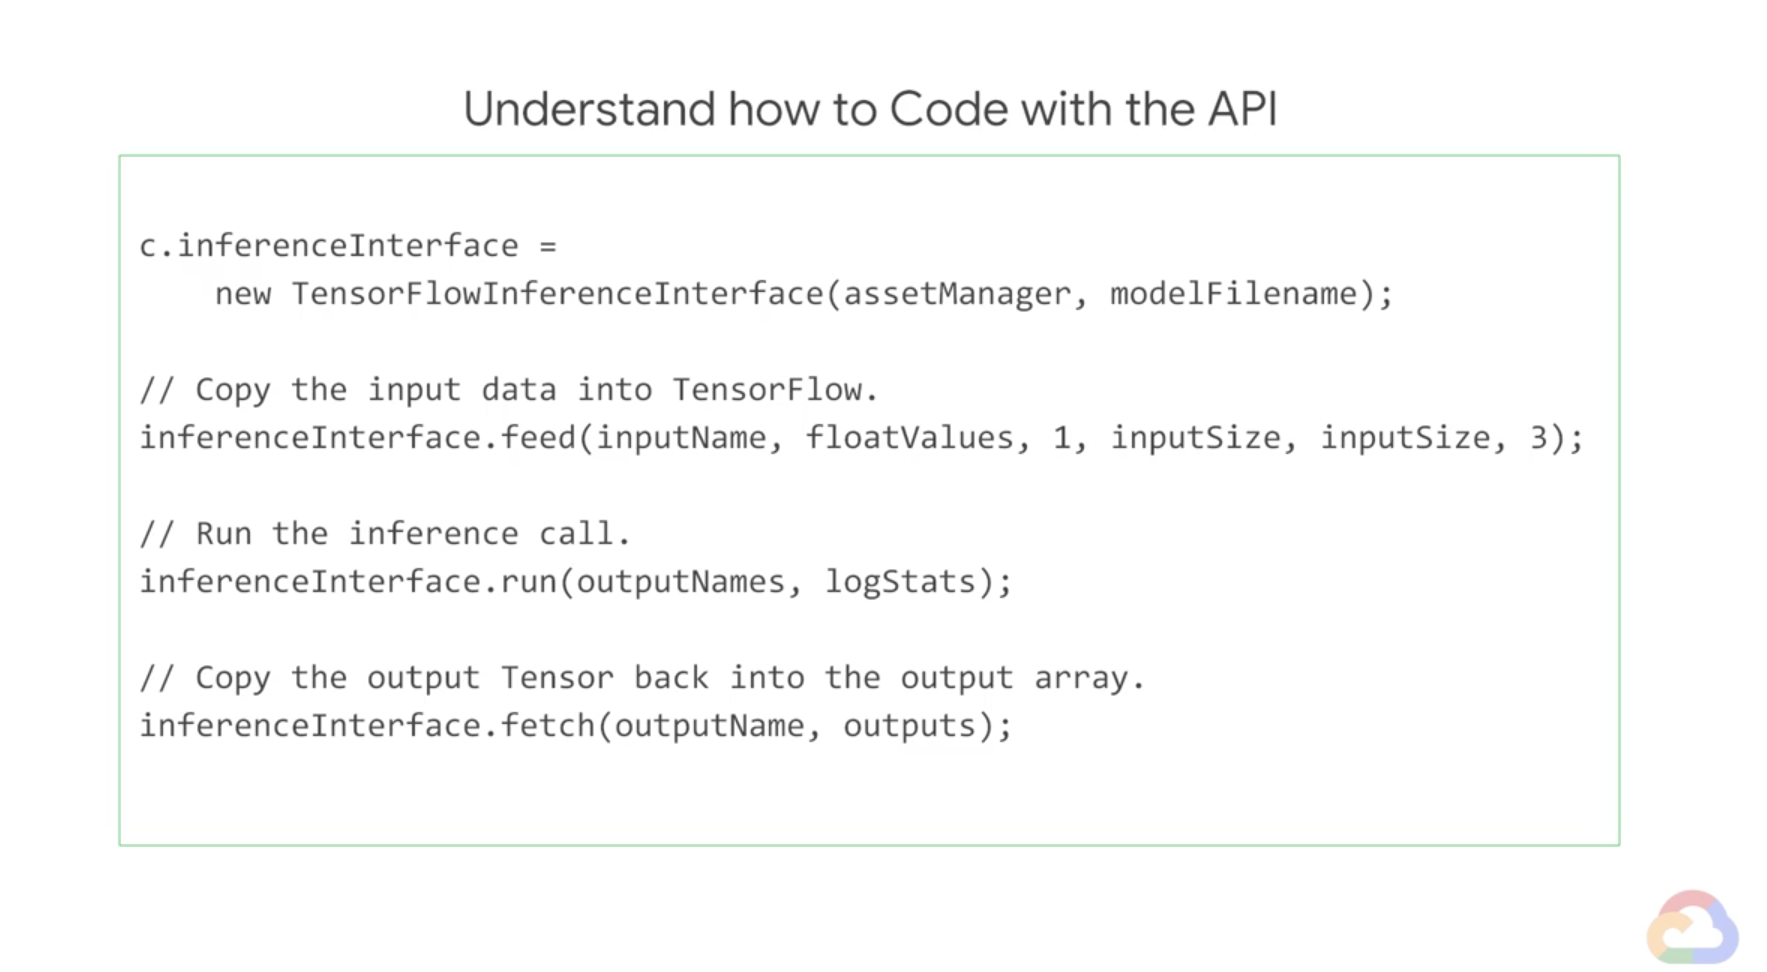 Understand how to Code with the API
c.inferenceInterface =
    new TensorFlowInferenceInterface(assetManager, modelFilename);
// Copy the input data into TensorFlow.
inferenceInterface.feed(inputName, floatValues, 1, inputSize, inputSize, 3);
// Run the inference call.
inferenceInterface.run(outputNames, logStats);
// Copy the output Tensor back into the output array.
inferenceInterface.fetch(outputName, outputs);